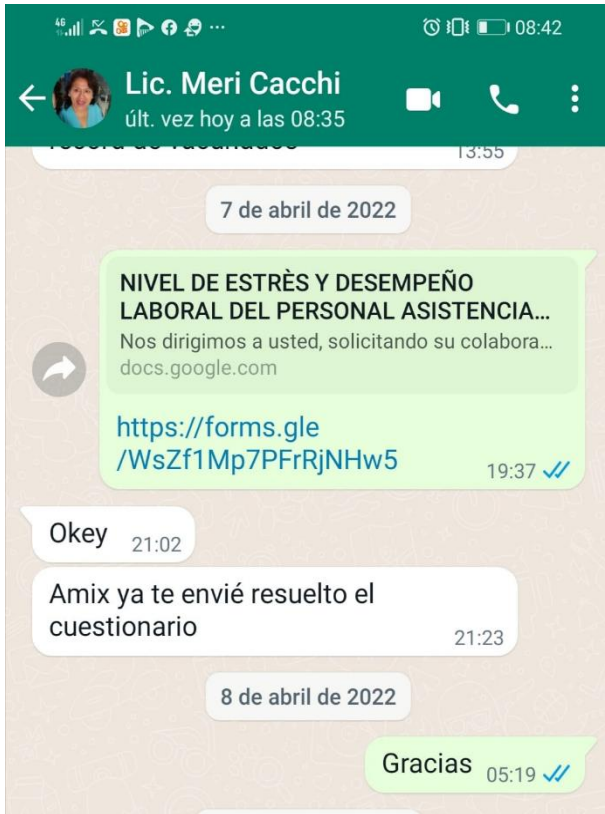 46
08:42
Lic. Meri Cacchi
últ. vez hoy a las 08:35
13:55
7 de abril de 2022
NIVEL DE ESTRÈS Y DESEMPEÑO
LABORAL DEL PERSONAL ASISTENCIA...
Nos dirigimos a usted, solicitando su colabora...
docs.google.com
https://forms.gle
/WsZf1Mp7PFrRjNHw5
19:37
Okey 21:02
Amix ya te envié resuelto el
cuestionario
21:23
8 de abril de 2022
Gracias 05:19